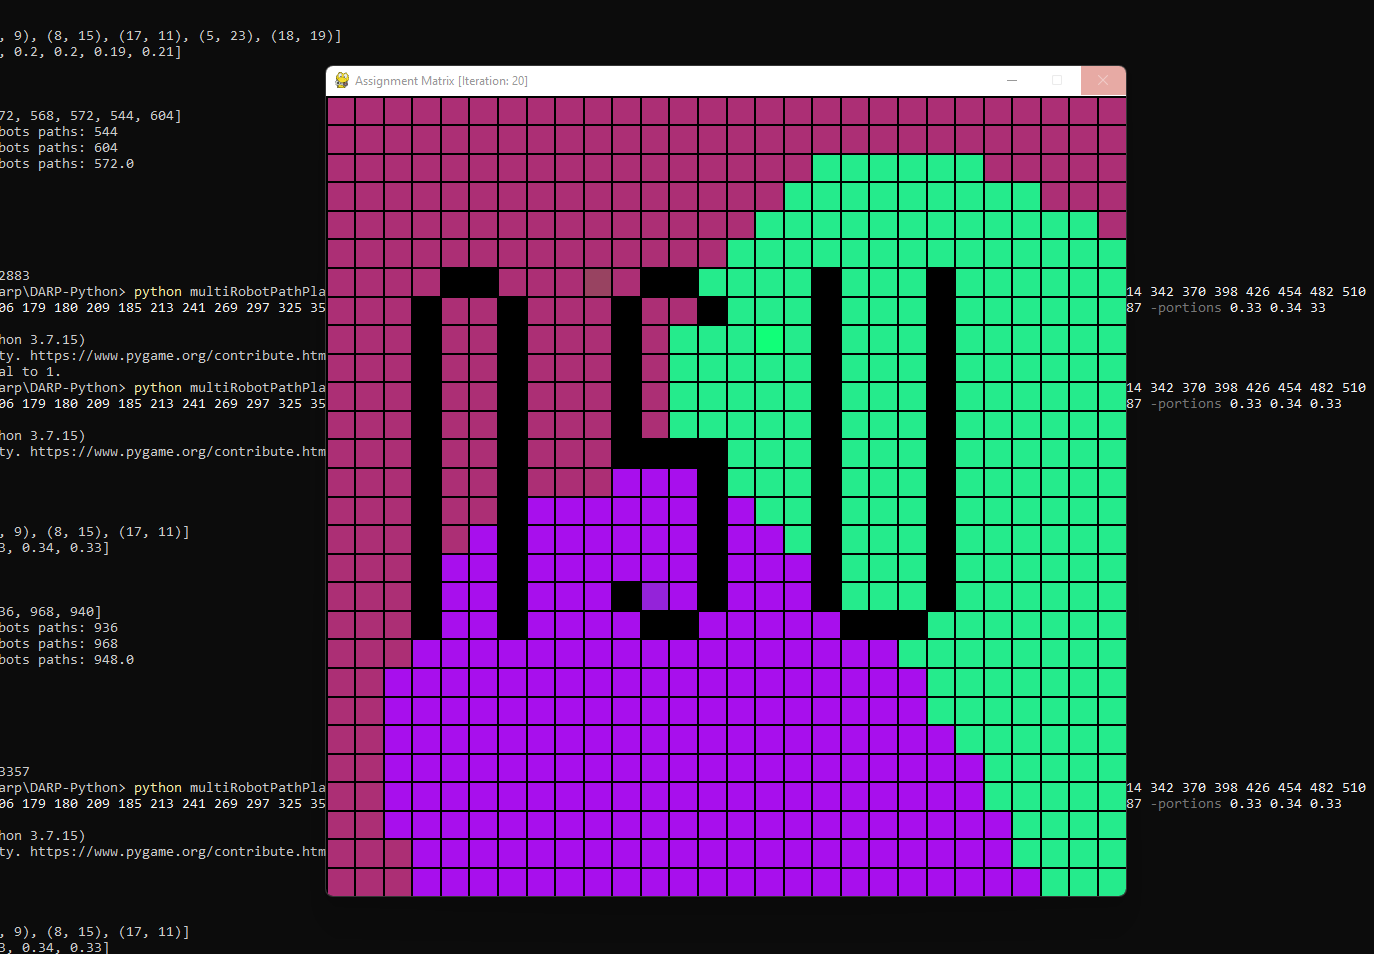 , 9), (8, 15), (17, 11), (5, 23), (18, 19)]
, 0.2, 0.2, 0.19, 0.21]
Assignment Matrix [Iteration: 20]
72, 568, 572, 544, 604]
bots paths: 544
bots paths: 604
bots paths: 572.0
2883
arp\DARP-Python> python multiRobotPathPla 14 342 370 398 426 454 482 510
06 179 180 209 185 213 241 269 297 325 35 87 -portions 0.33 0.34 33
hon 3.7.15)
ty. https://www.pygame.org/contribute.htm
al to 1.
arp\DARP-Python> python multiRobotPathPla 14 342 370 398 426 454 482 510
06 179 180 209 185 213 241 269 297 325 35 87 -portions 0.33 0.34 0.33
hon 3.7.15)
ty. https://www.pygame.org/contribute.htm
, 9), (8, 15), (17, 11)]
3, 0.34, 0.33]
36, 968, 940]
bots paths: 936
bots paths: 968
bots paths: 948.0
3357
arp\DARP-Python> python multiRobotPathPla 14 342 370 398 426 454 482 510
06 179 180 209 185 213 241 269 297 325 35 87 -portions 0.33 0.34 0.33
hon 3.7.15)
ty. https://www.pygame.org/contribute.htm
, 9), (8, 15), (17, 11)]
3, 0.34, 0.33]